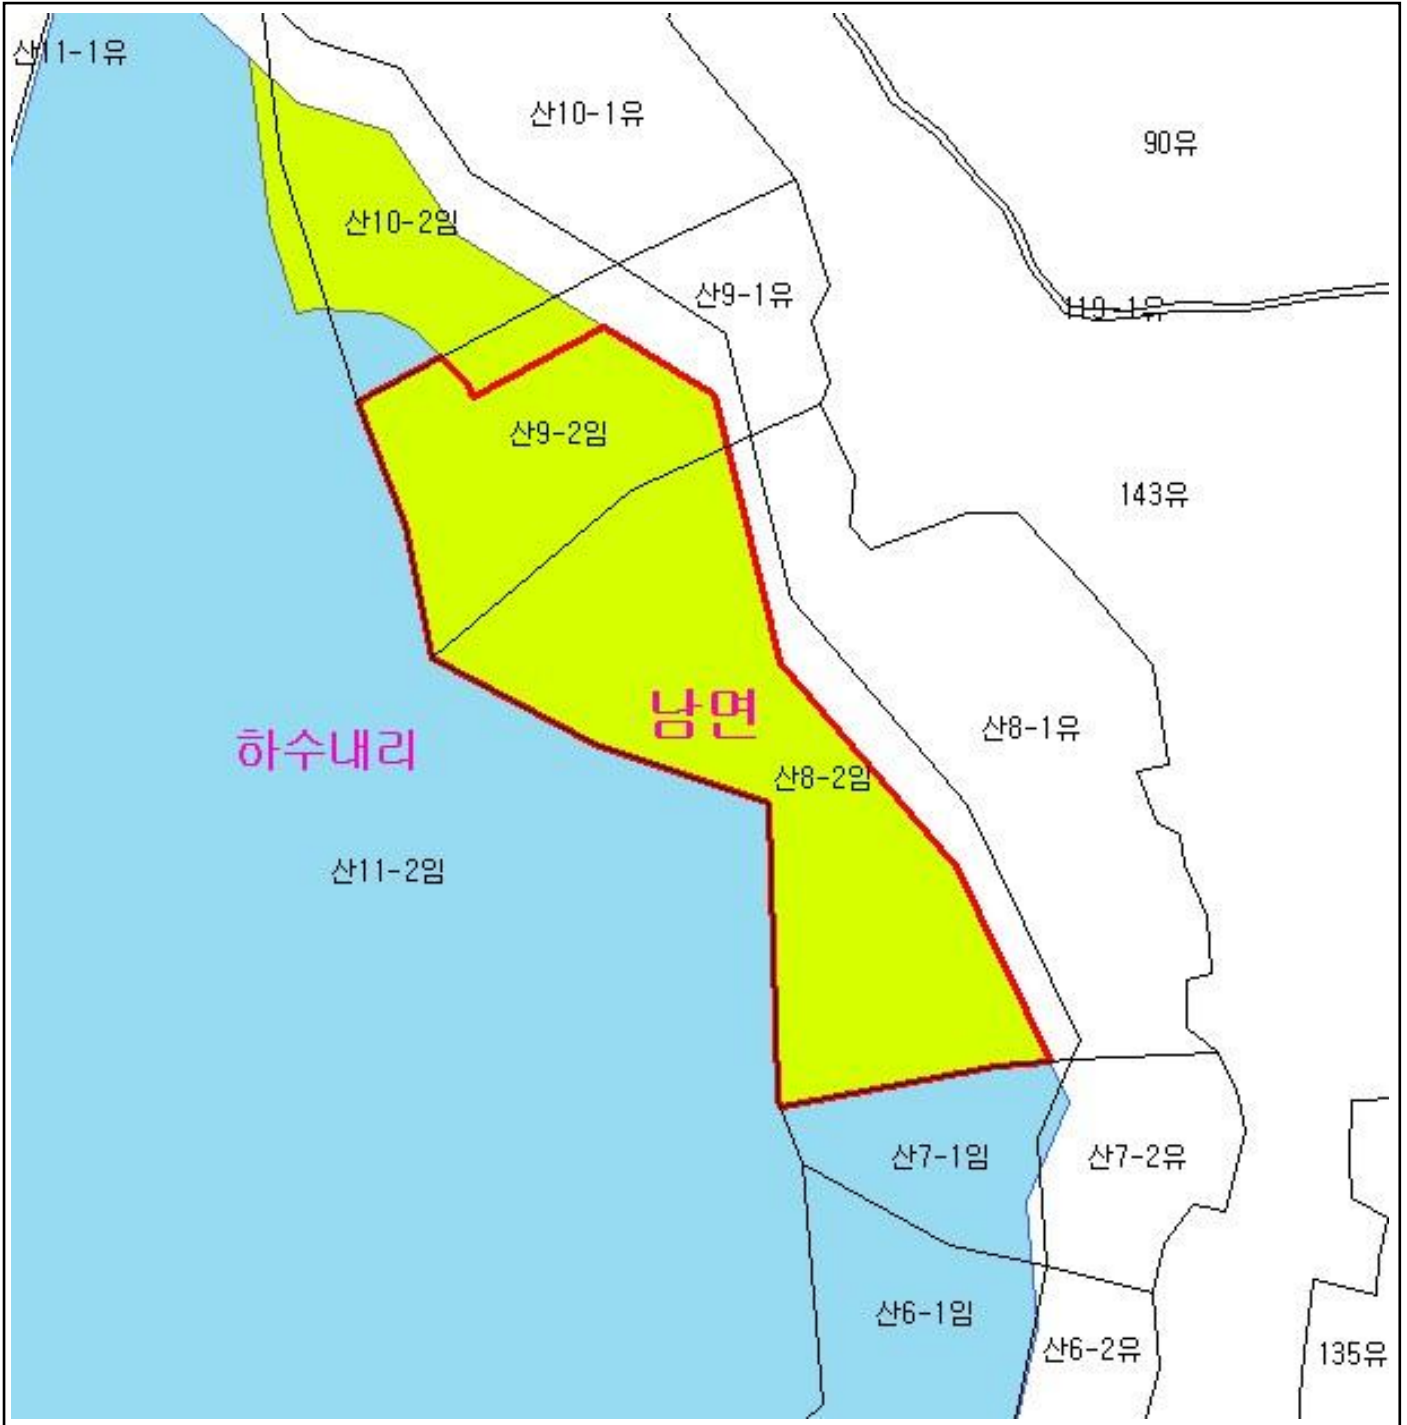 산11-1유
산10-1유
90유
산10-2임
산9-1유
119-1유
산9-2임
143유
남면
하수내리
산8-1유
산8-2임
산11-2임
산7-1임
산7-2유
산6-1임
산6-2유
135유